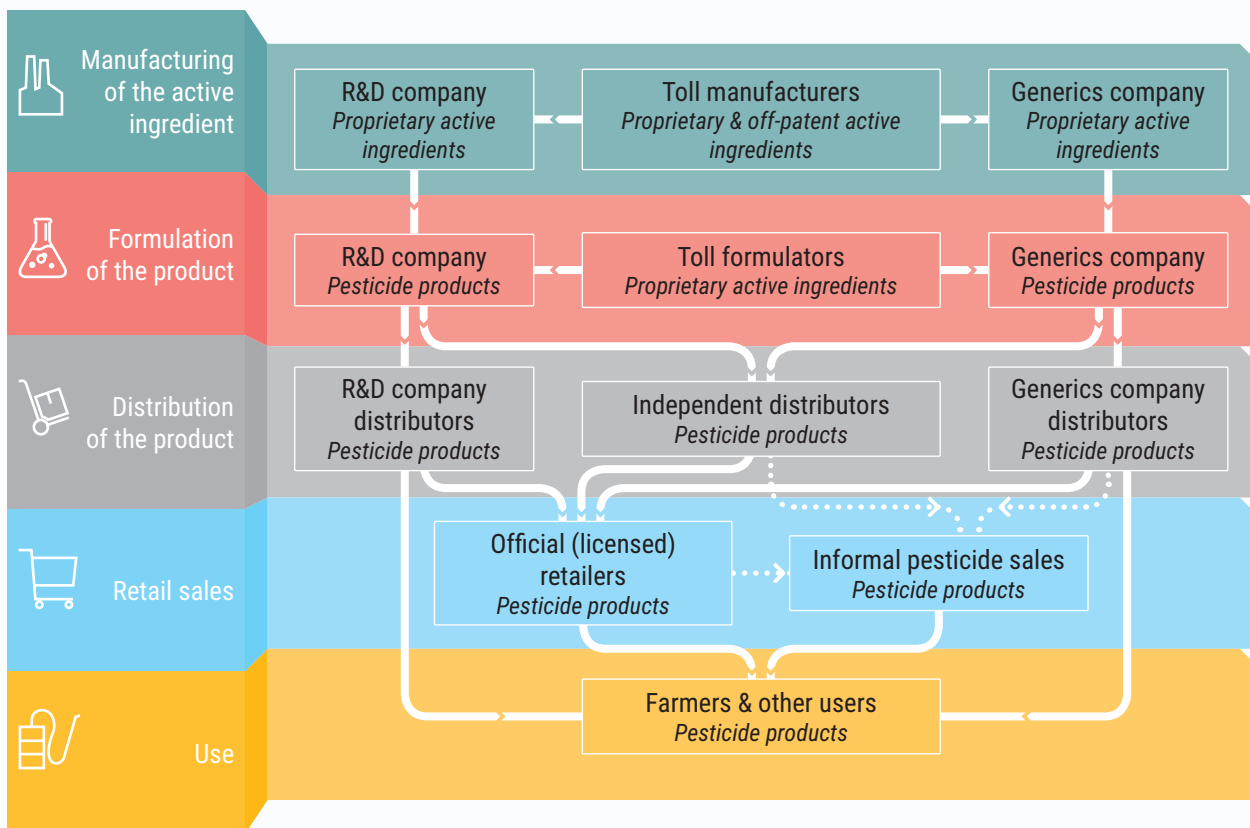 Manufacturing
of the active
ingredient
R&D company
Proprietary active
ingredients
Toll manufacturers
Proprietary & off-patent active
ingredients
Generics company
Proprietary active
ingredients
Formulation
of the product
R&D company
Pesticide products
Toll formulators
Proprietary active ingredients
Generics company
Pesticide products
Distribution
of the product
R&D company
distributors
Pesticide products
Independent distributors
Pesticide products
Generics company
distributors
Pesticide products
Retail sales
Official (licensed)
retailers
Pesticide products
Informal pesticide sales
Pesticide products
Use
Farmers & other users
Pesticide products